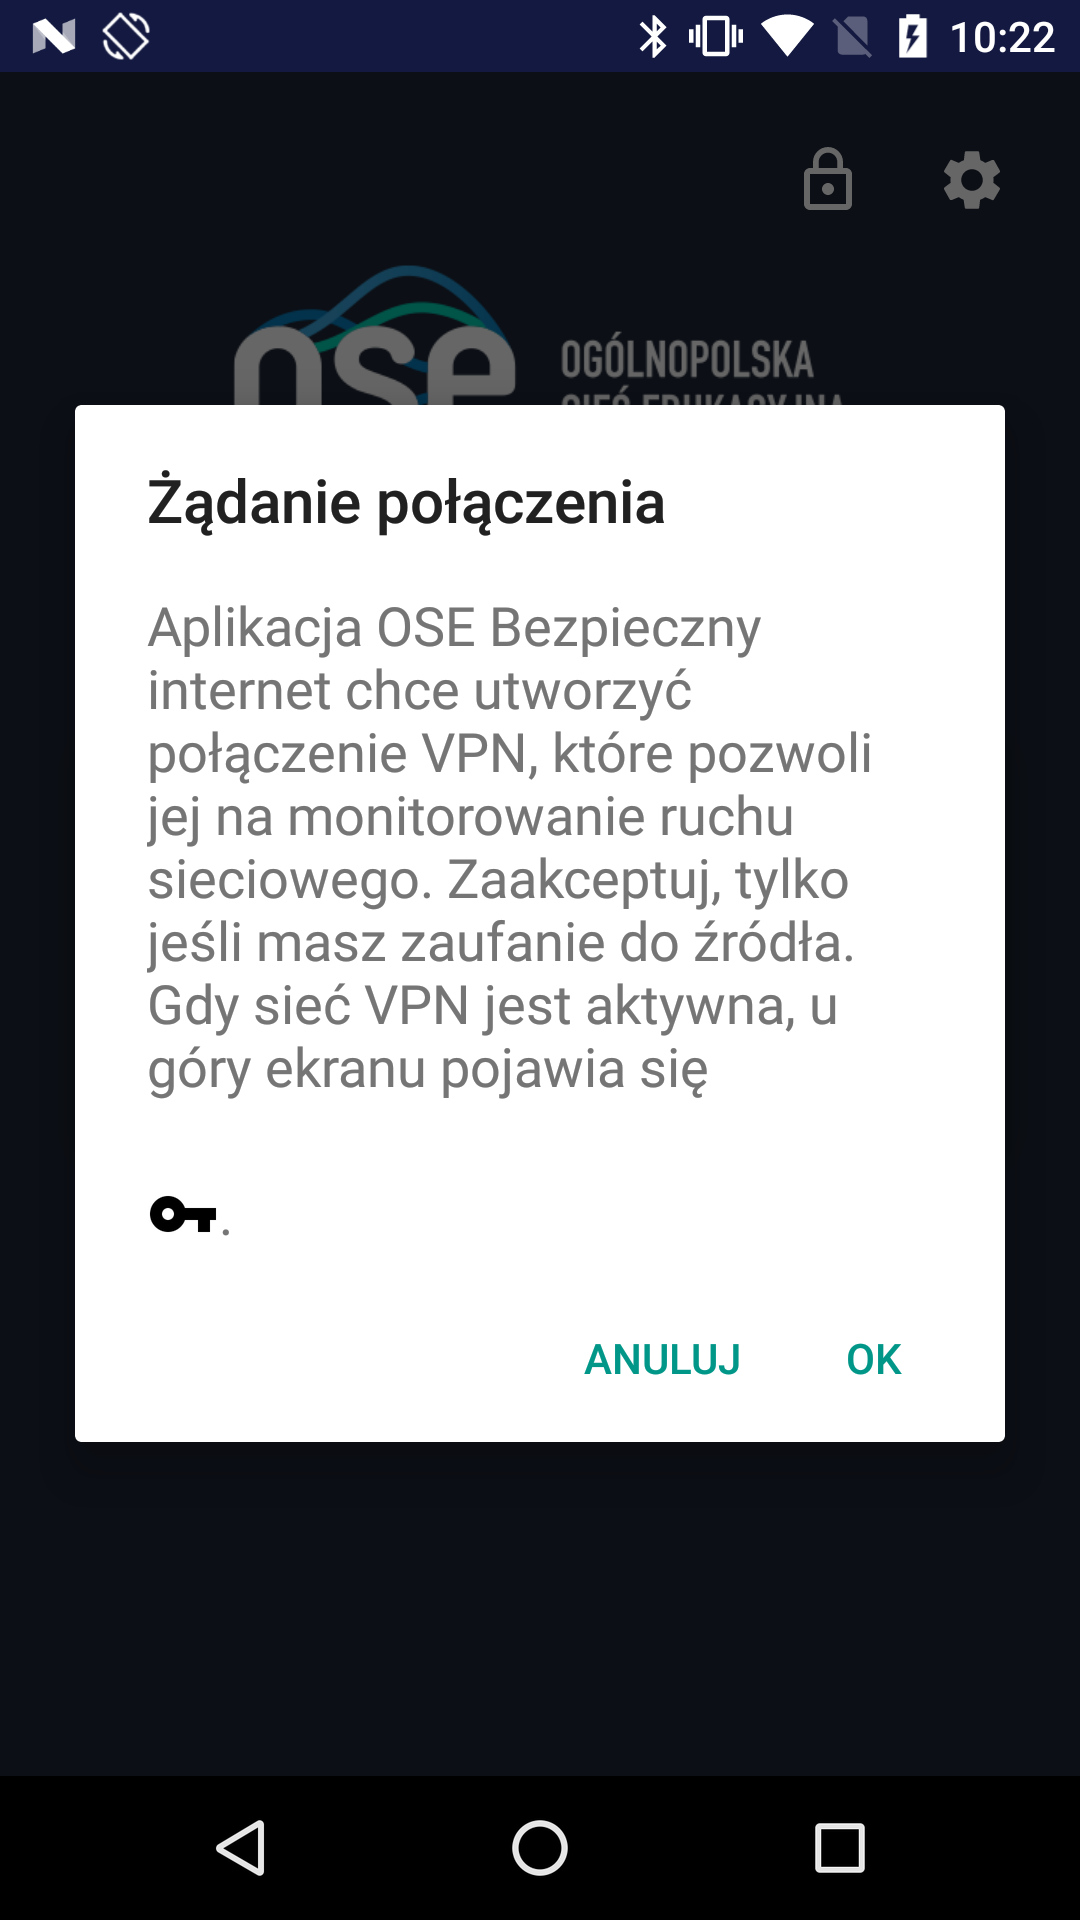 10:22
ose
OGÓLNOPOLSKA
SIEĆ EDUKACYJNA
Żądanie połączenia
Aplikacja OSE Bezpieczny
internet chce utworzyć
połączenie VPN, które pozwoli
jej na monitorowanie ruchu
sieciowego. Zaakceptuj, tylko
jeśli masz zaufanie do źródła.
Gdy sieć VPN jest aktywna, u
góry ekranu pojawia się
.
ANULUJ OK